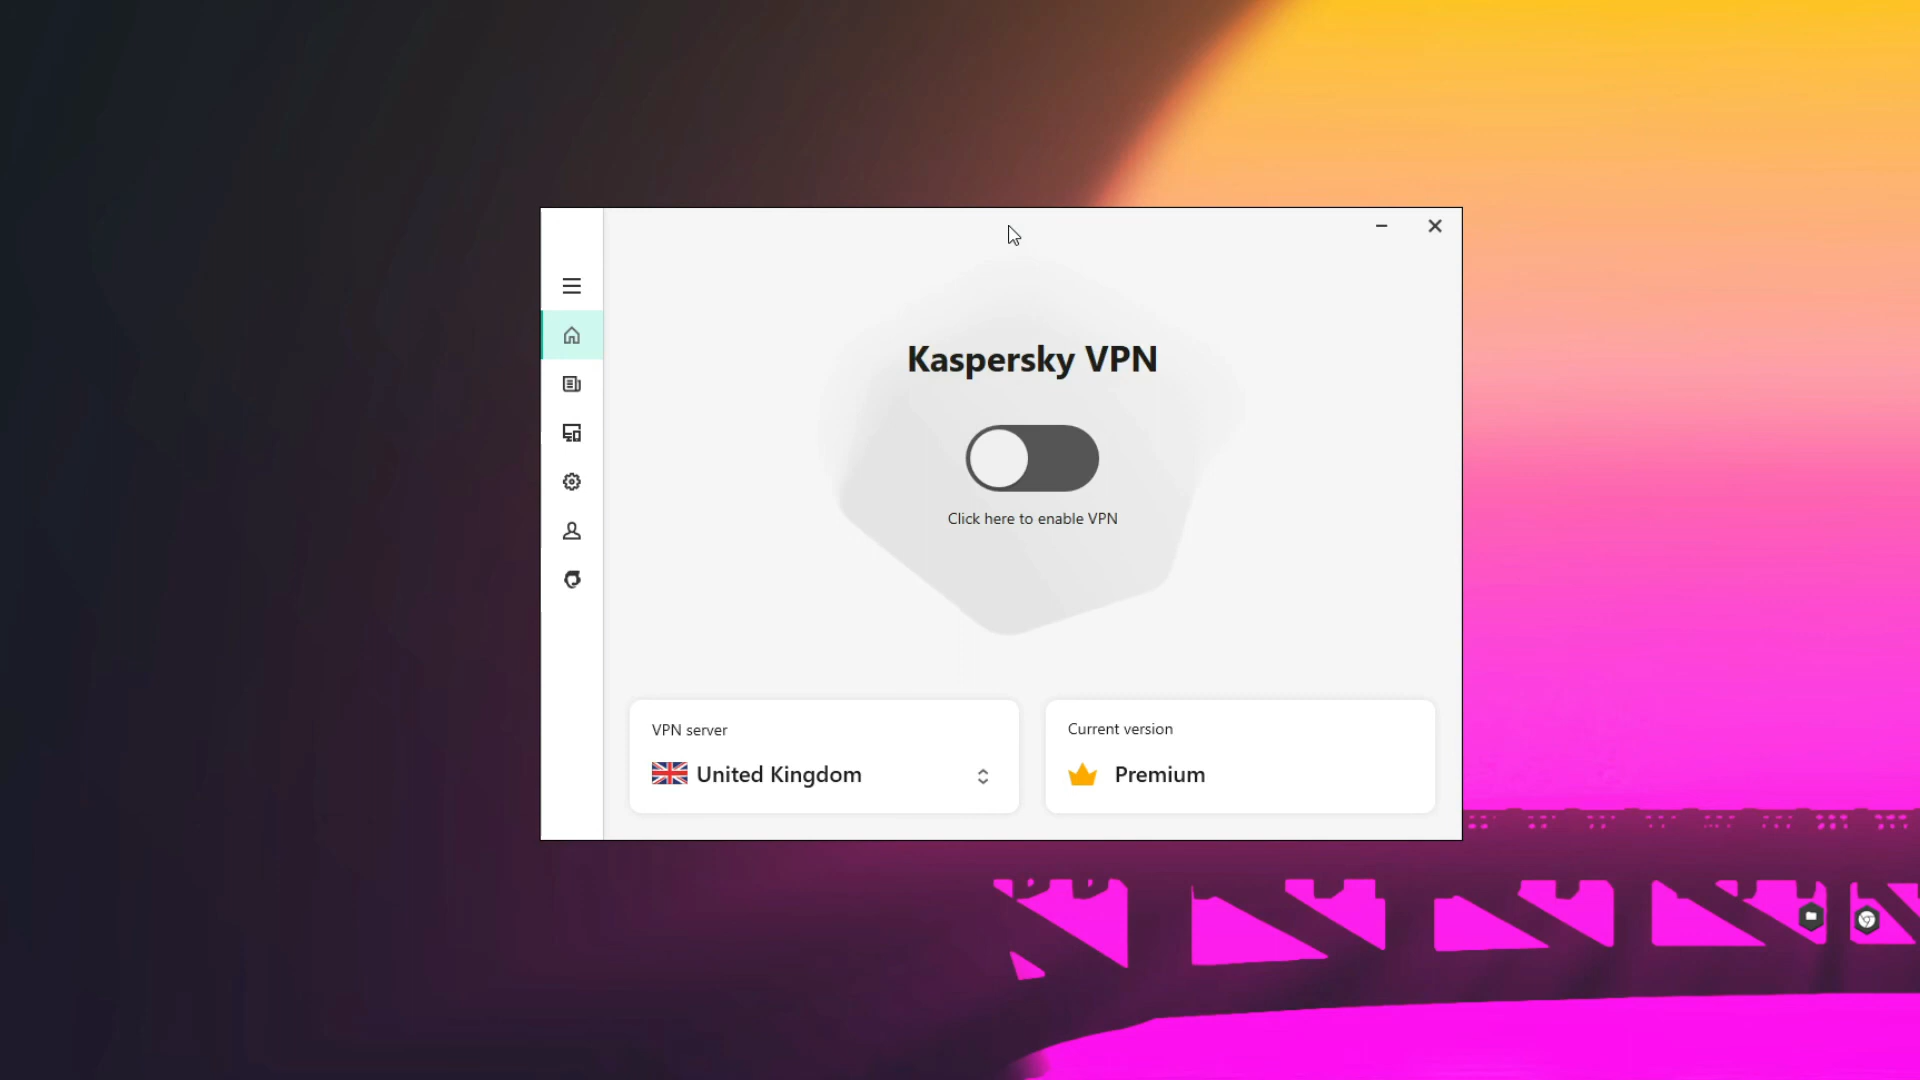 Kaspersky VPN
Click here to enable VPN
VPN server
United Kingdom
Current version
Premium